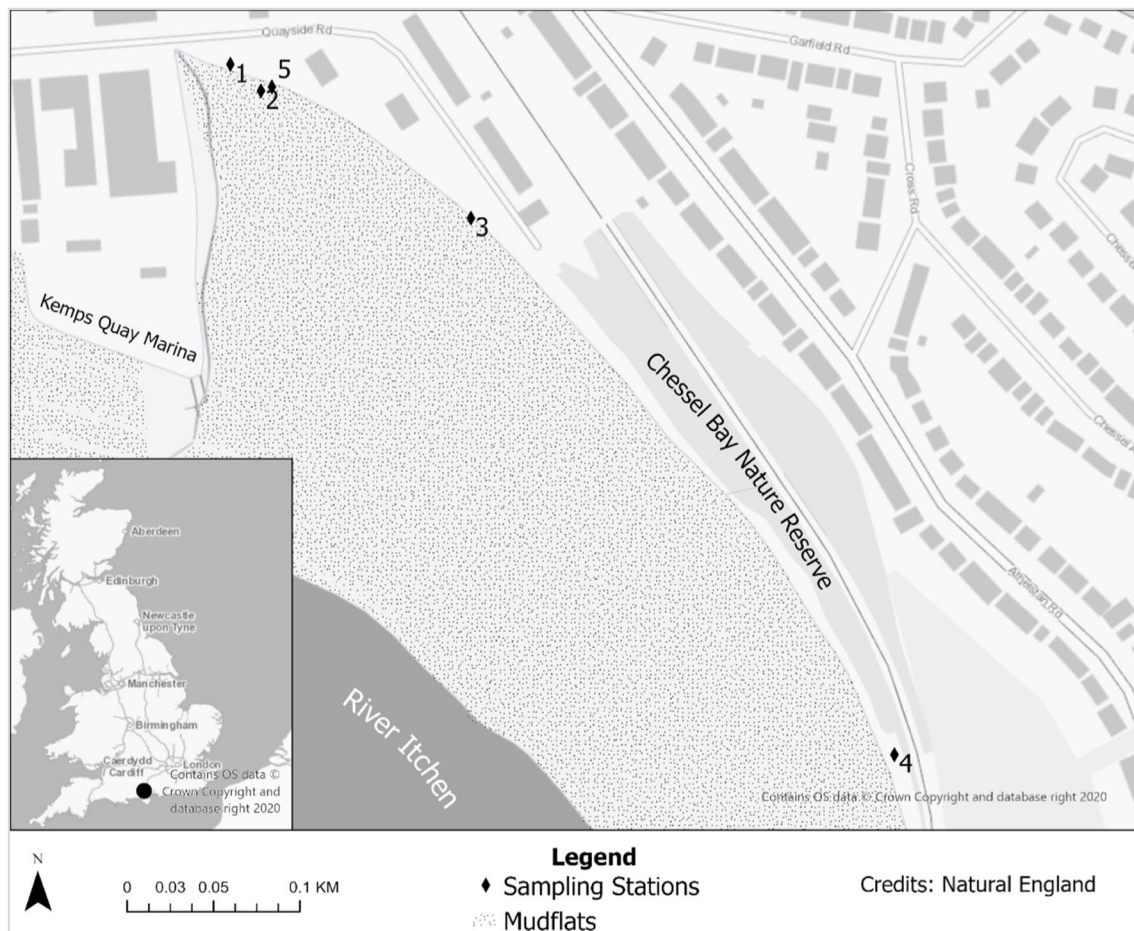 Quayside Rd
Garfield Rd
1
5
2
3
Cross Rd
Kemps Quay Marina
Chessel Bay Nature Reserve
Athelstan Rd
River Itchen
4
Contains OS data © Crown Copyright and database right 2020
Aberdeen
Edinburgh
Newcastle
upon Tyne
Manchester
Birmingham
Caerdydd
/ Cardiff
London
Contains OS data ©
Crown Copyright and
database right 2020
N
0 0.03 0.05 0.1 KM
Legend
Sampling Stations
Mudflats
Credits: Natural England